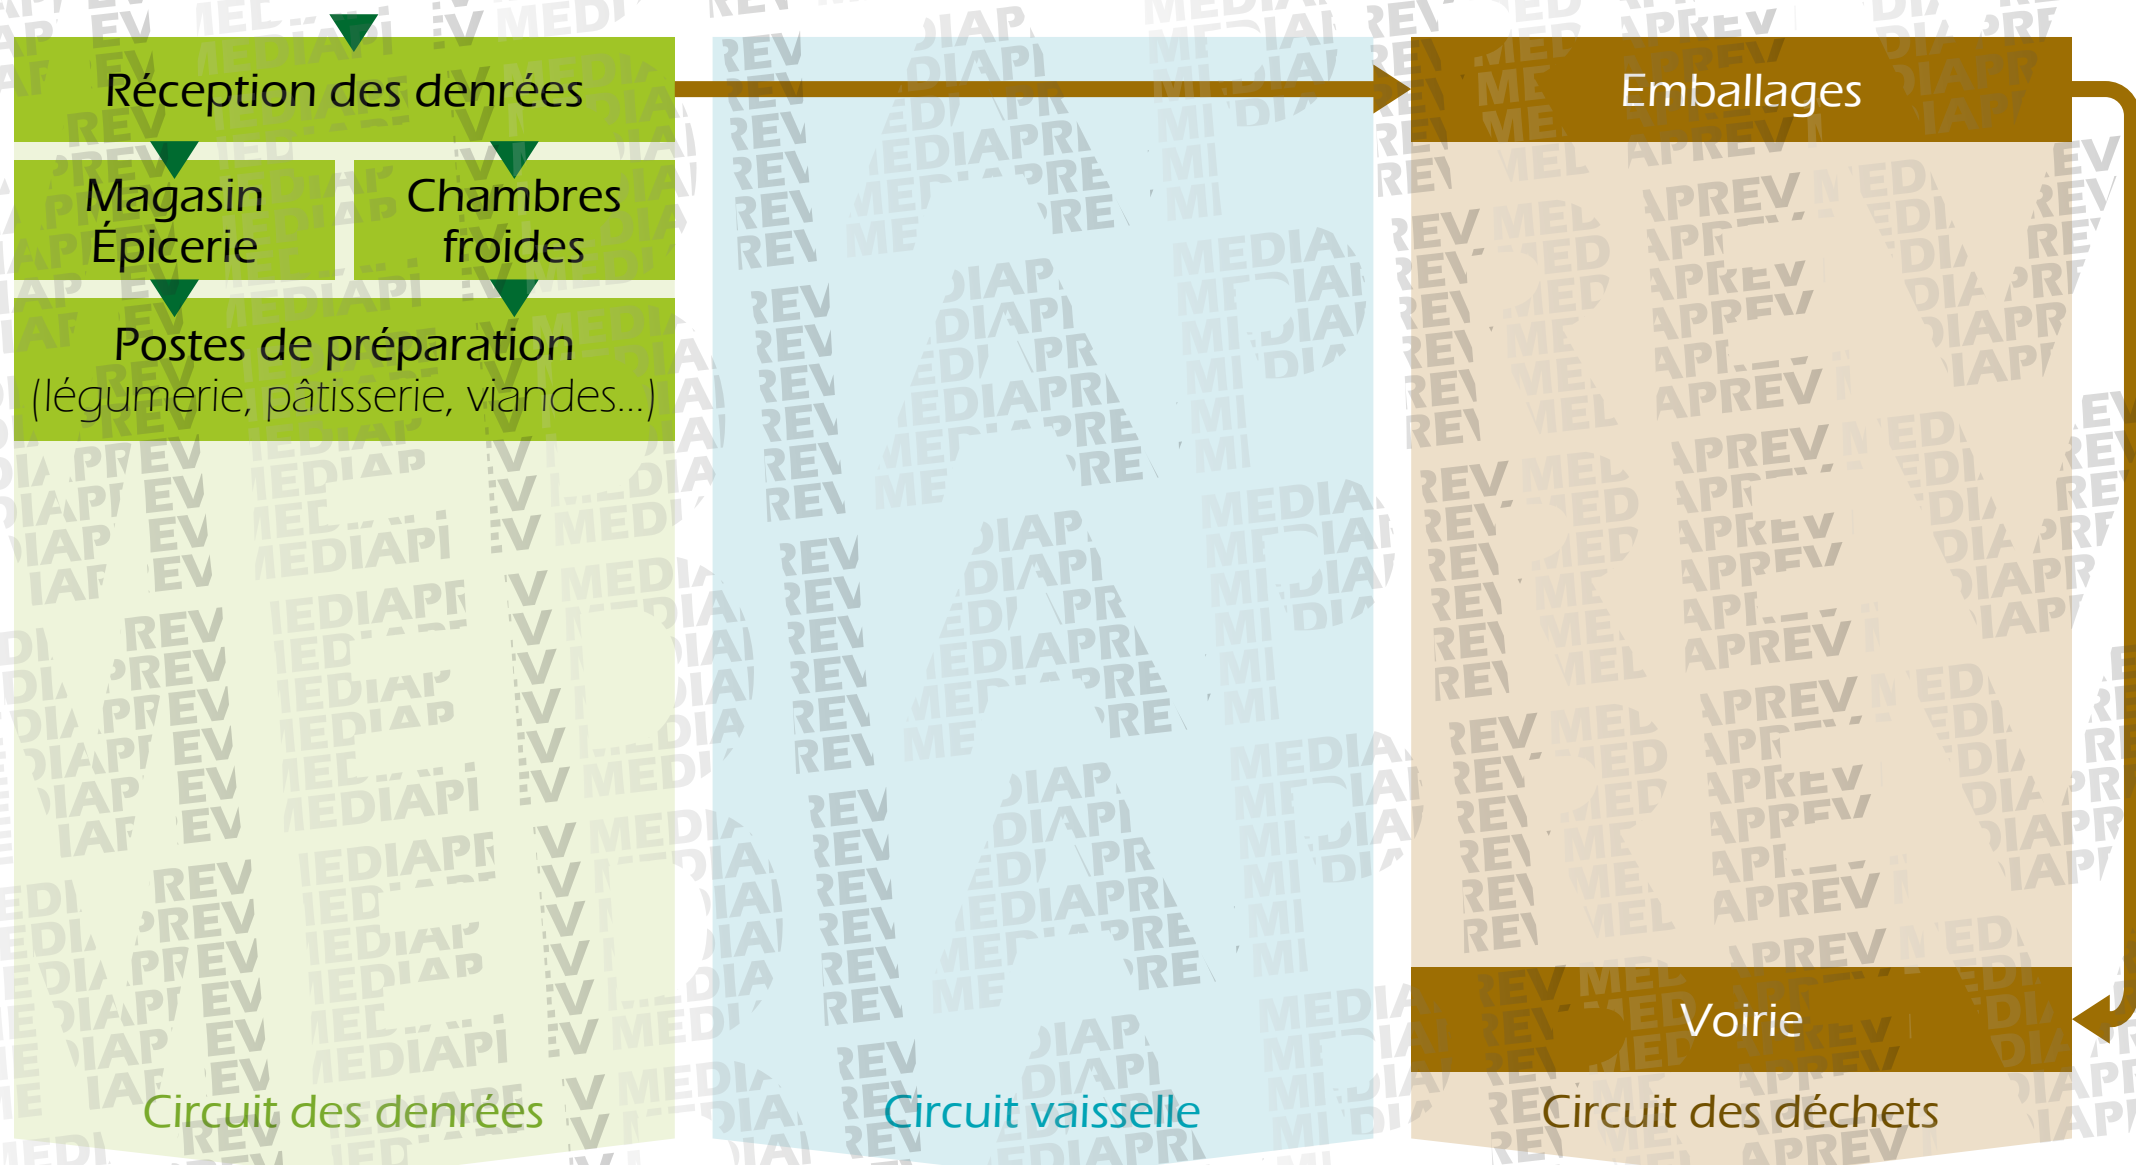 Réception des denrées
Emballages
Magasin
Épicerie
Chambres
froides
Postes de préparation
(légumerie, pâtisserie, viandes...)
Voirie
Circuit des denrées
Circuit vaisselle
Circuit des déchets